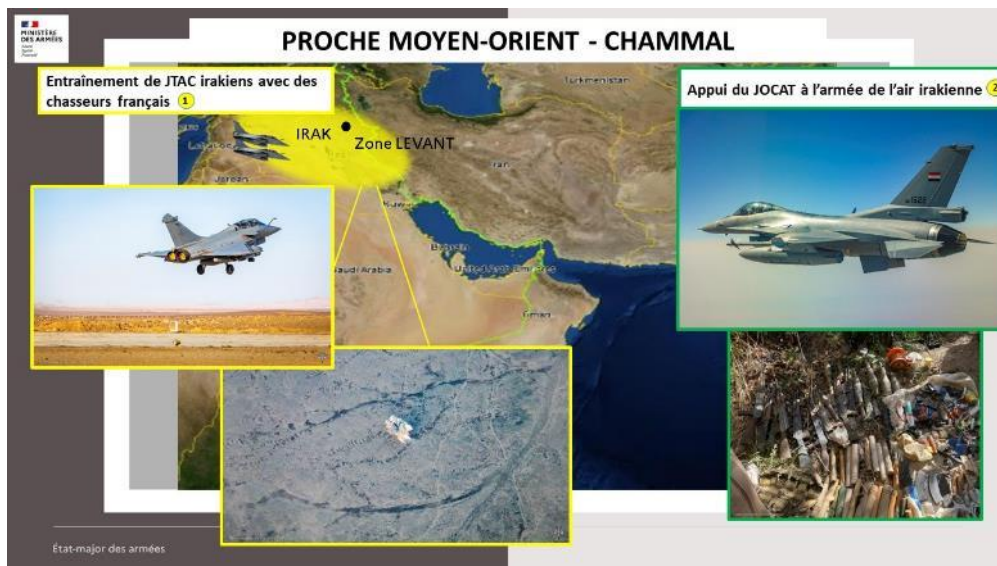 MINISTÈRE
DES ARMÉES
PROCHE MOYEN-ORIENT - CHAMMAL
Entraînement de JTAC irakiens avec des
chasseurs français 1
Appui du JOCAT à l’armée de l’air irakienne 2
Turkmenistan
IRAK
Zone LEVANT
Iran
Jordan
Kuwait
Bahrain
Saudi Arabia
United Arab Emirates
Oman
État-major des armées